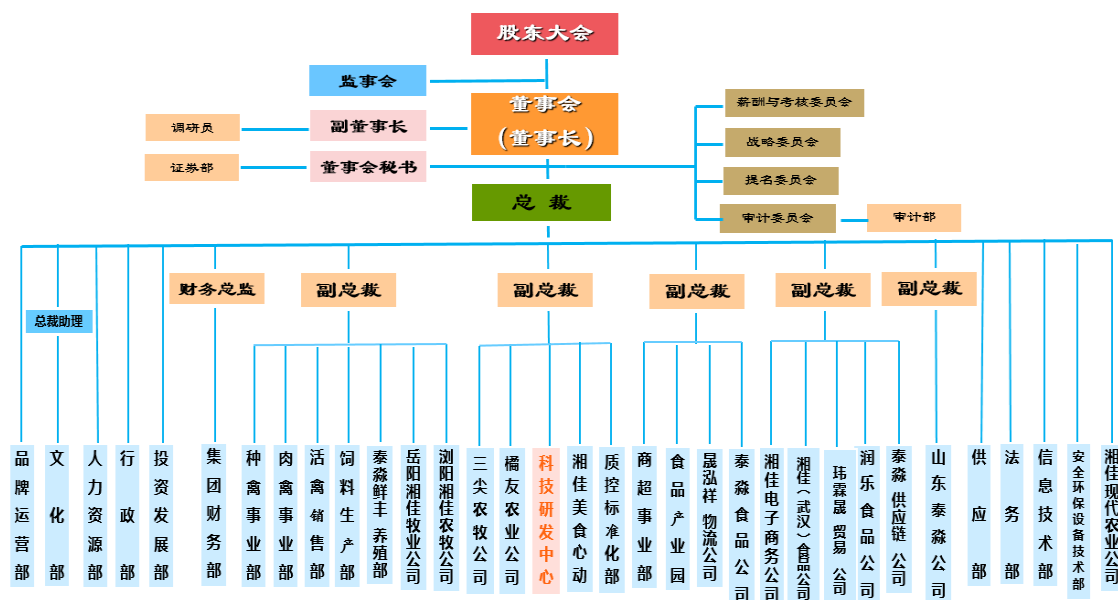 股东大会
监事会
董事会
(董事长)
薪酬与考核委员会
调研员
副董事长
战略委员会
证券部
董事会秘书
提名委员会
总 裁
审计委员会
审计部
财务总监
副总裁
副总裁
副总裁
副总裁
副总裁
总裁助理
品牌运营部
文化部
人力资源部
行政部
投资发展部
集团财务部
种禽事业部
肉禽事业部
活禽销售部
饲料生产部
泰淼鲜丰 养殖部
岳阳湘佳牧业公司
浏阳湘佳农牧公司
三尖农牧公司
橘友农业公司
科技研发中心
湘佳美食心动
质控标准化部
商超事业部
食品产业园
晟泓祥 物流公司
泰淼食品公司
湘佳电子商务公司
湘佳(武汉)食品公司
玮霖晟 贸易 公司
润乐食品公司
泰淼 供应链 公司
山东泰淼公司
供应部
法务部
信息技术部
安全环保设备技术部
湘佳现代农业公司